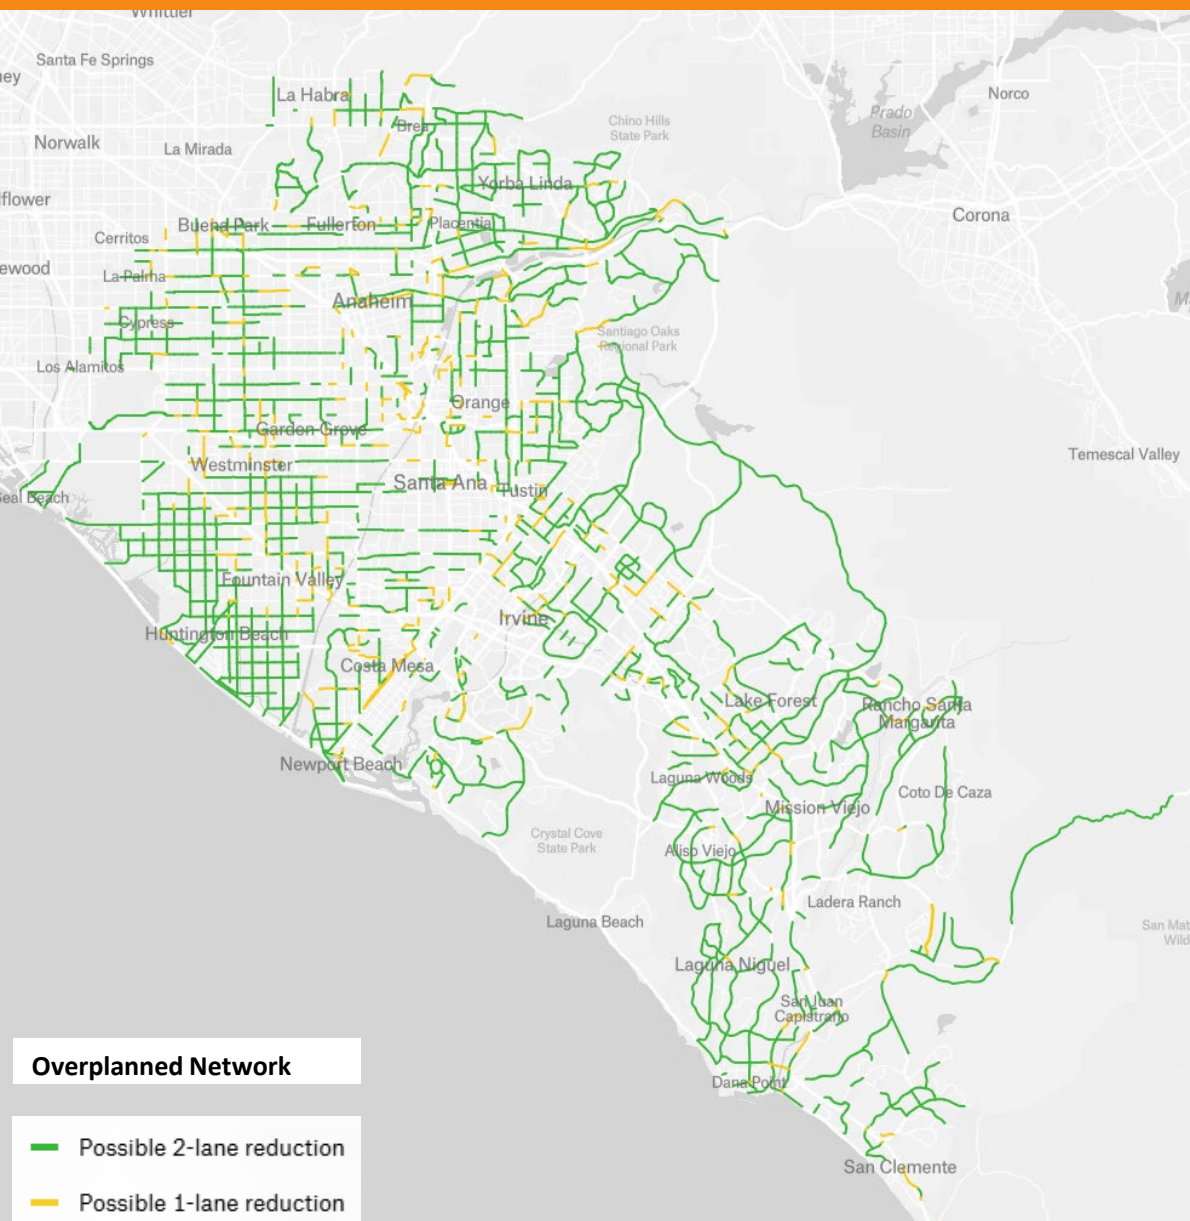 Whittier
Santa Fe Springs
La Habra
Norco
Prado
Basin
Chino Hills
State Park
Brea
Norwalk
La Mirada
Yorba Linda
Corona
Buena Park
Fullerton
Placentia
Cerritos
La Palma
Anaheim
Cypress
Santiago Oaks
Regional Park
Los Alamitos
Orange
Garden Grove
Temescal Valley
Westminster
Santa Ana
Tustin
Seal Beach
Fountain Valley
Irvine
Huntington Beach
Costa Mesa
Lake Forest
Rancho Santa
Margarita
Newport Beach
Laguna Woods
Coto De Caza
Mission Viejo
Crystal Cove
State Park
Aliso Viejo
Ladera Ranch
Laguna Beach
San Mat
Wild
Laguna Niguel
San Juan
Capistrano
Overplanned Network
Dana Point
Possible 2-lane reduction
San Clemente
Possible 1-lane reduction